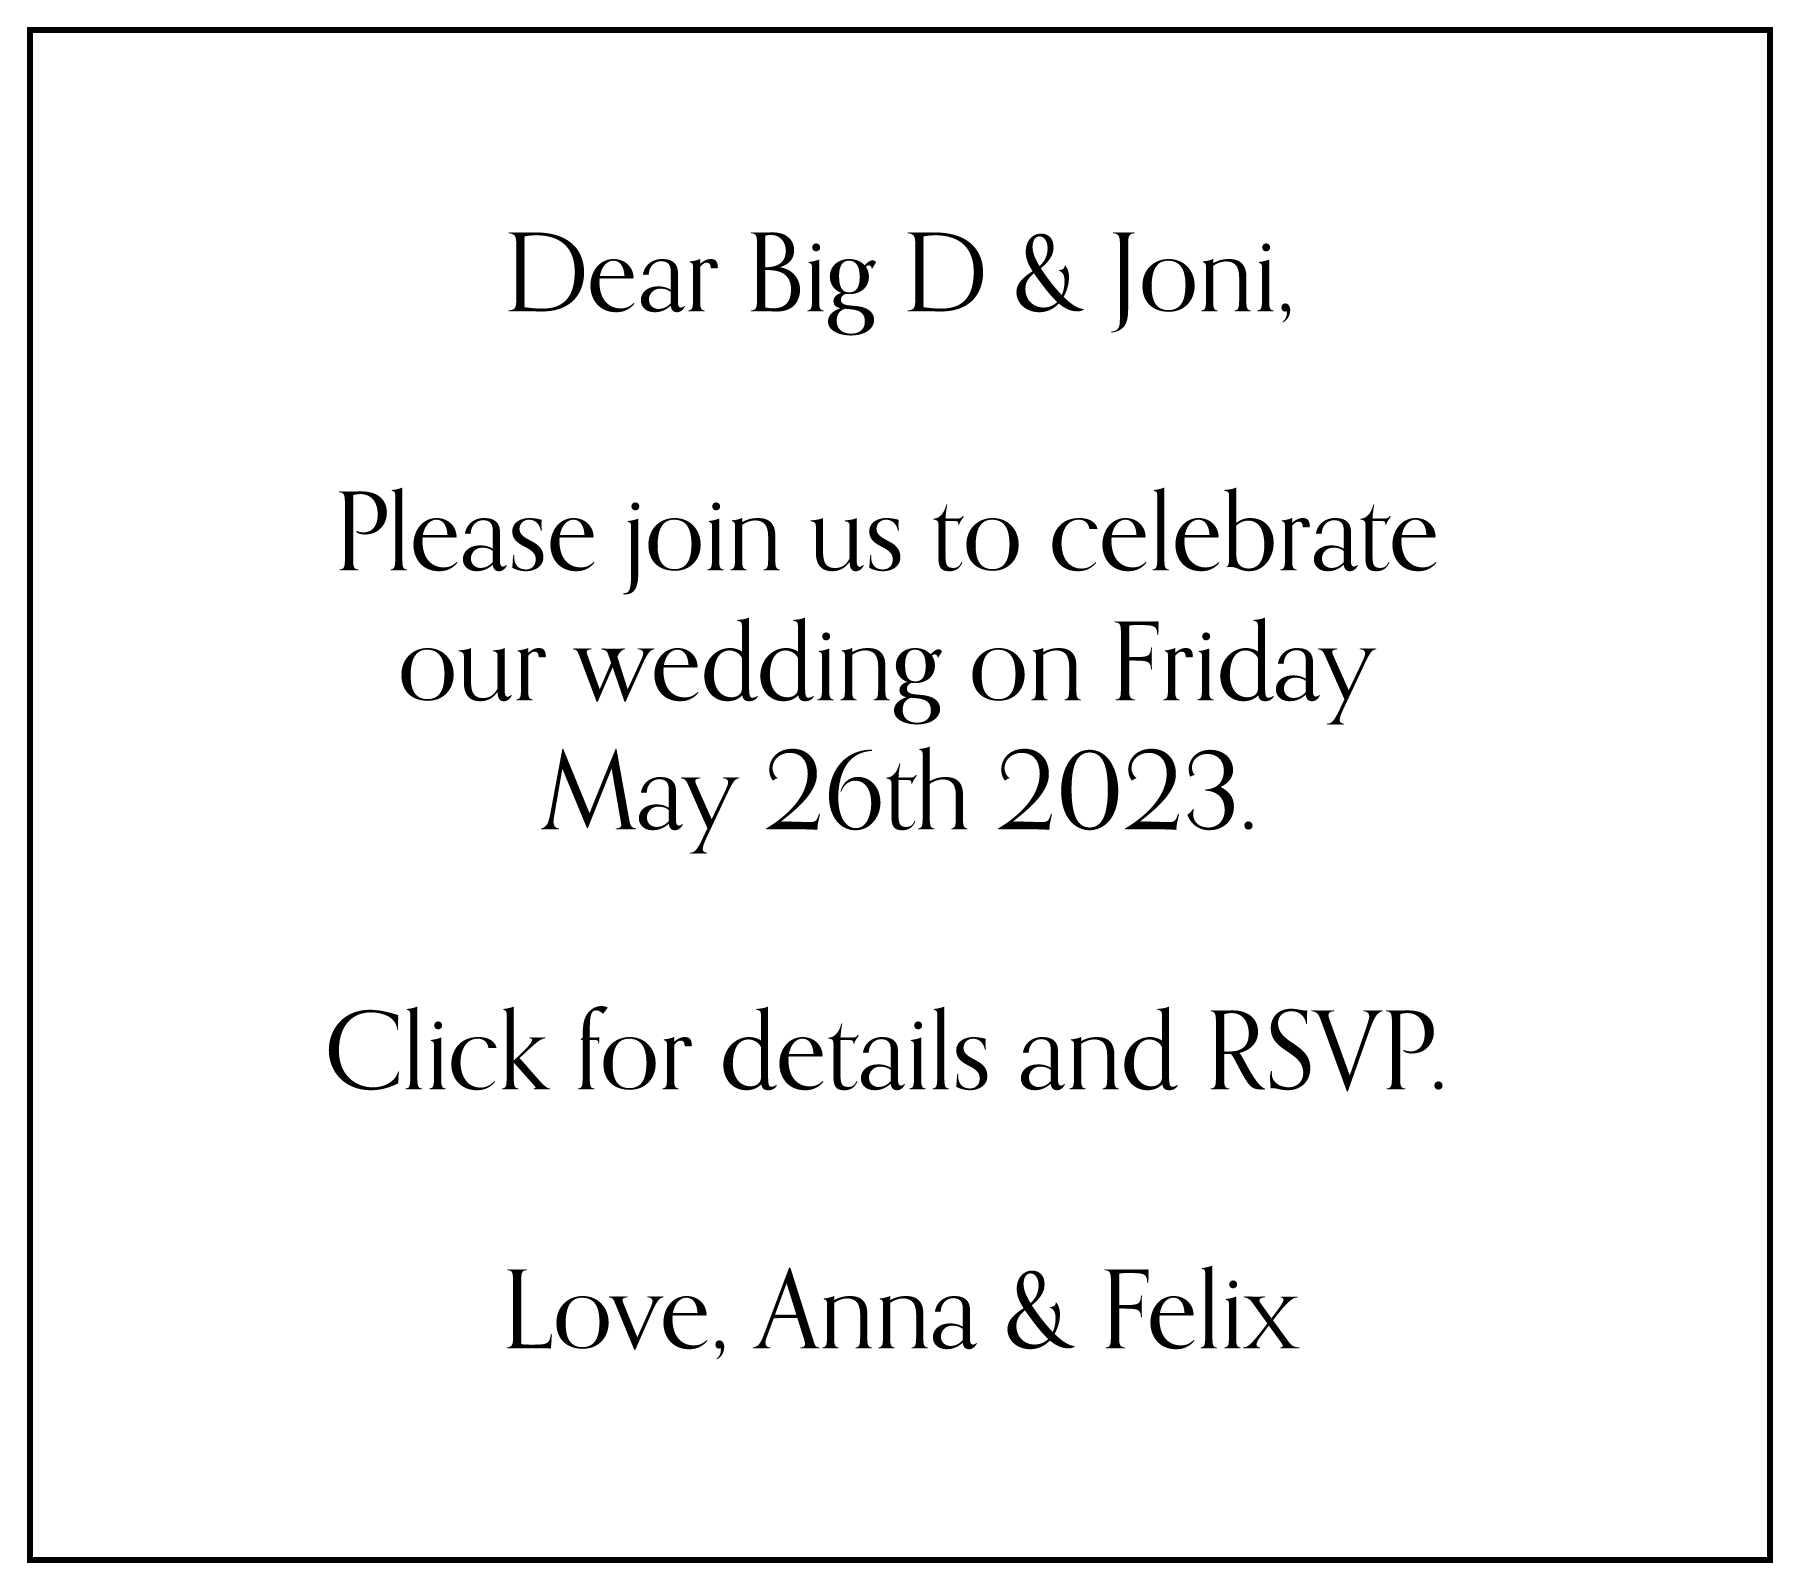 Dear Big D & Joni,
Please join us to celebrate
our wedding on Friday
May 26th 2023.
Click for details and RSVP.
Love, Anna & Felix